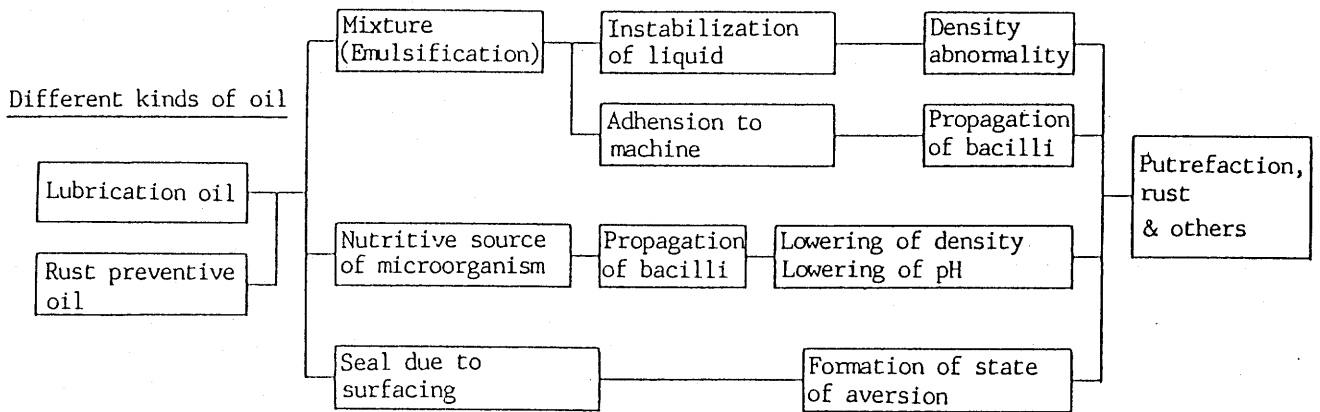 Different kinds of oil
Lubrication oil
Rust preventive
oil
Mixture
(Emulsification)
Instabilization
of liquid
Density
abnormality
Adhension to
machine
Propagation
of bacilli
Nutritive source
of microorganism
Propagation
of bacilli
Lowering of density
Lowering of pH
Seal due to
surfacing
Formation of state
of aversion
Putrefaction,
rust
& others